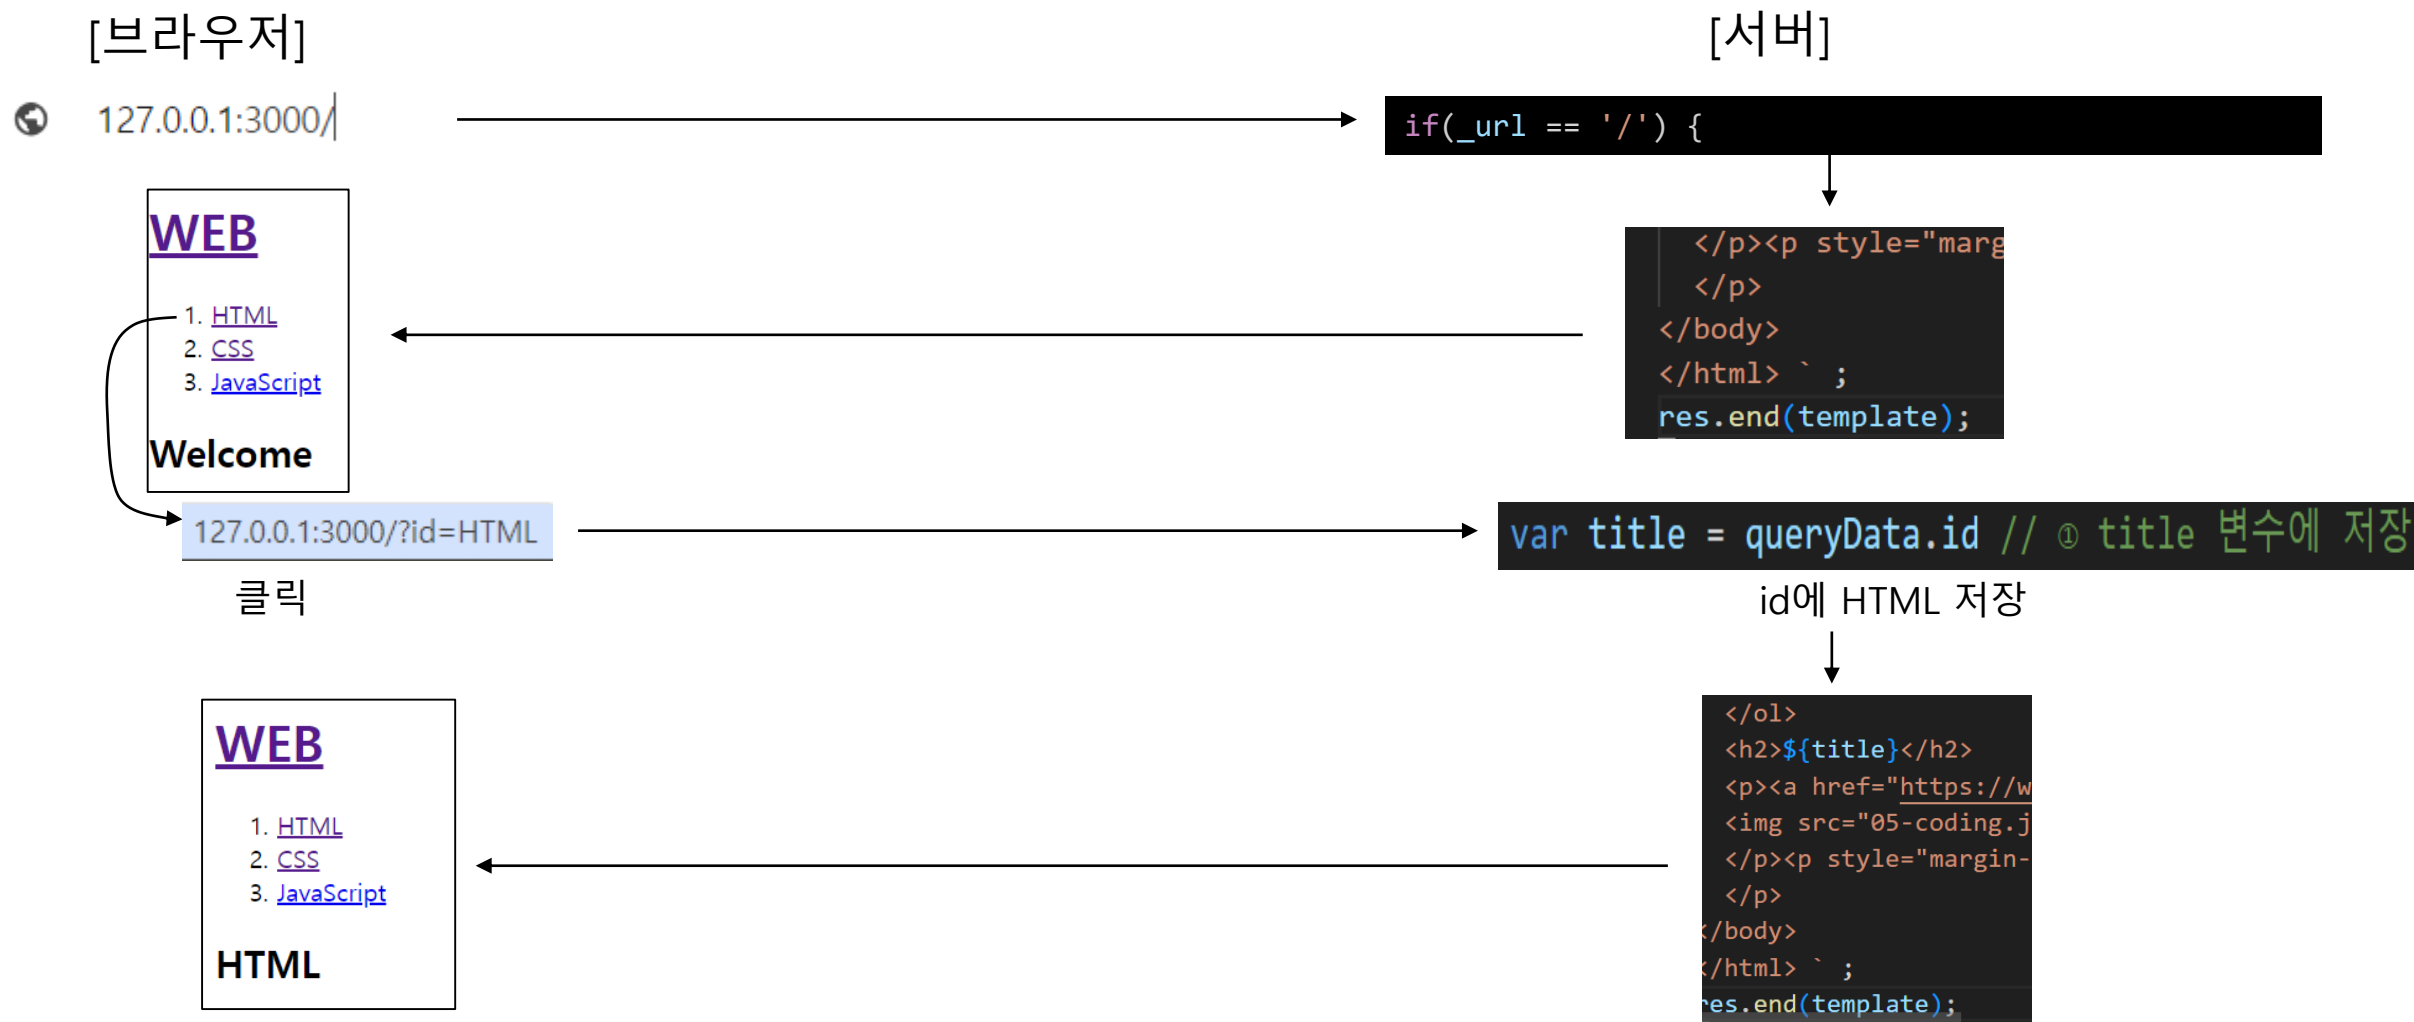 [브라우저]
[서버]
127.0.0.1:3000/
if(_url == '/') {
WEB
1. HTML
2. CSS
3. JavaScript
Welcome
</p><p style="marg
</p>
</body>
</html> ` ;
res.end(template);
127.0.0.1:3000/?id=HTML
클릭
var title = queryData.id // ① title 변수에 저장
id에 HTML 저장
WEB
1. HTML
2. CSS
3. JavaScript
HTML
</ol>
<h2>${title}</h2>
<p><a href="https://w
<img src="05-coding.j
</p><p style="margin-
</p>
</body>
</html> ` ;
res.end(template);